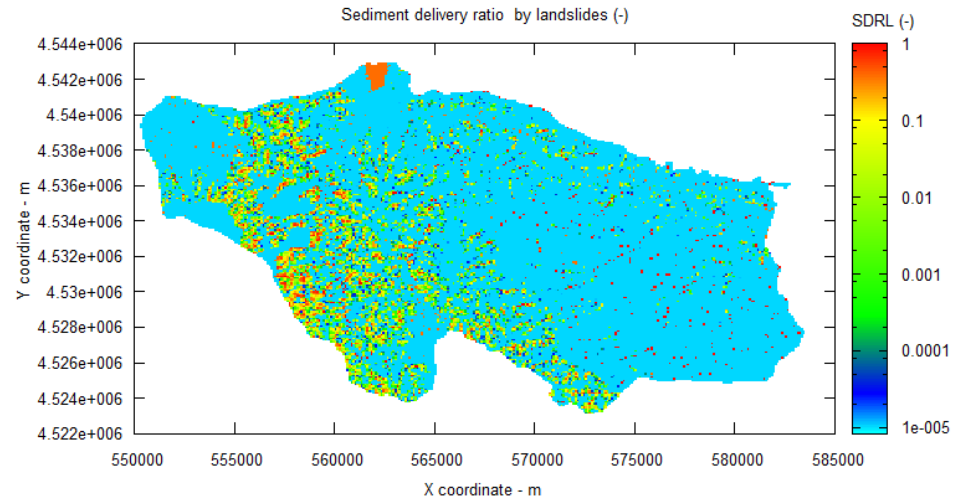 Sediment delivery ratio by landslides (-)
SDRL (-)
4.544e+006
4.542e+006
4.54e+006
4.538e+006
4.536e+006
4.534e+006
4.532e+006
4.53e+006
4.528e+006
4.526e+006
4.524e+006
4.522e+006
Y coordinate - m
550000 555000 560000 565000 570000 575000 580000 585000
X coordinate - m
1
0.1
0.01
0.001
0.0001
1e-005